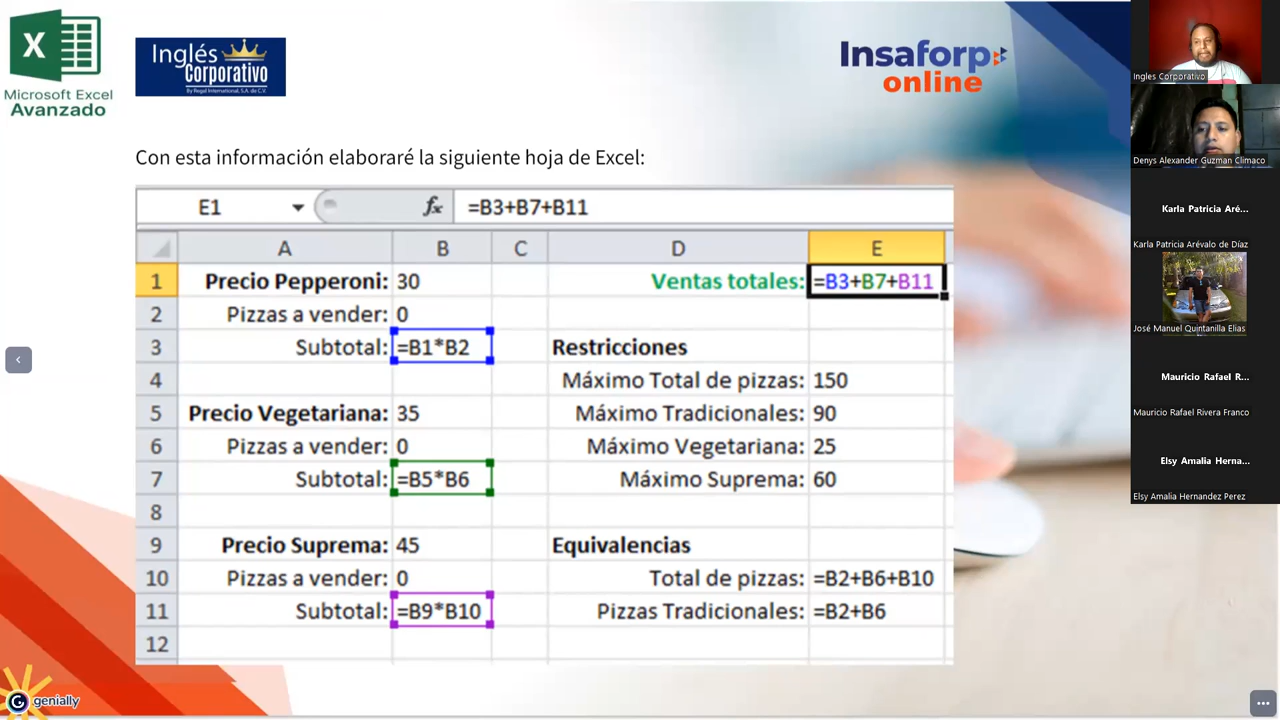 Microsoft Excel
Avanzado
Inglés
Corporativo
By Regal International, S.A. de C.V.
Insaforp
online
Con esta información elaboraré la siguiente hoja de Excel:
E1 fx =B3+B7+B11
A B C D E
1 Precio Pepperoni: 30 Ventas totales: =B3+B7+B11
2 Pizzas a vender: 0
3 Subtotal: =B1*B2 Restricciones
4 Máximo Total de pizzas: 150
5 Precio Vegetariana: 35 Máximo Tradicionales: 90
6 Pizzas a vender: 0 Máximo Vegetariana: 25
7 Subtotal: =B5*B6 Máximo Suprema: 60
8
9 Precio Suprema: 45 Equivalencias
10 Pizzas a vender: 0 Total de pizzas: =B2+B6+B10
11 Subtotal: =B9*B10 Pizzas Tradicionales: =B2+B6
12
genially
Ingles Corporativo
Denys Alexander Guzman Climaco
Karla Patricia Aré...
Karla Patricia Arévalo de Díaz
José Manuel Quintanilla Elias
Mauricio Rafael R...
Mauricio Rafael Rivera Franco
Elsy Amalia Herna...
Elsy Amalia Hernandez Perez